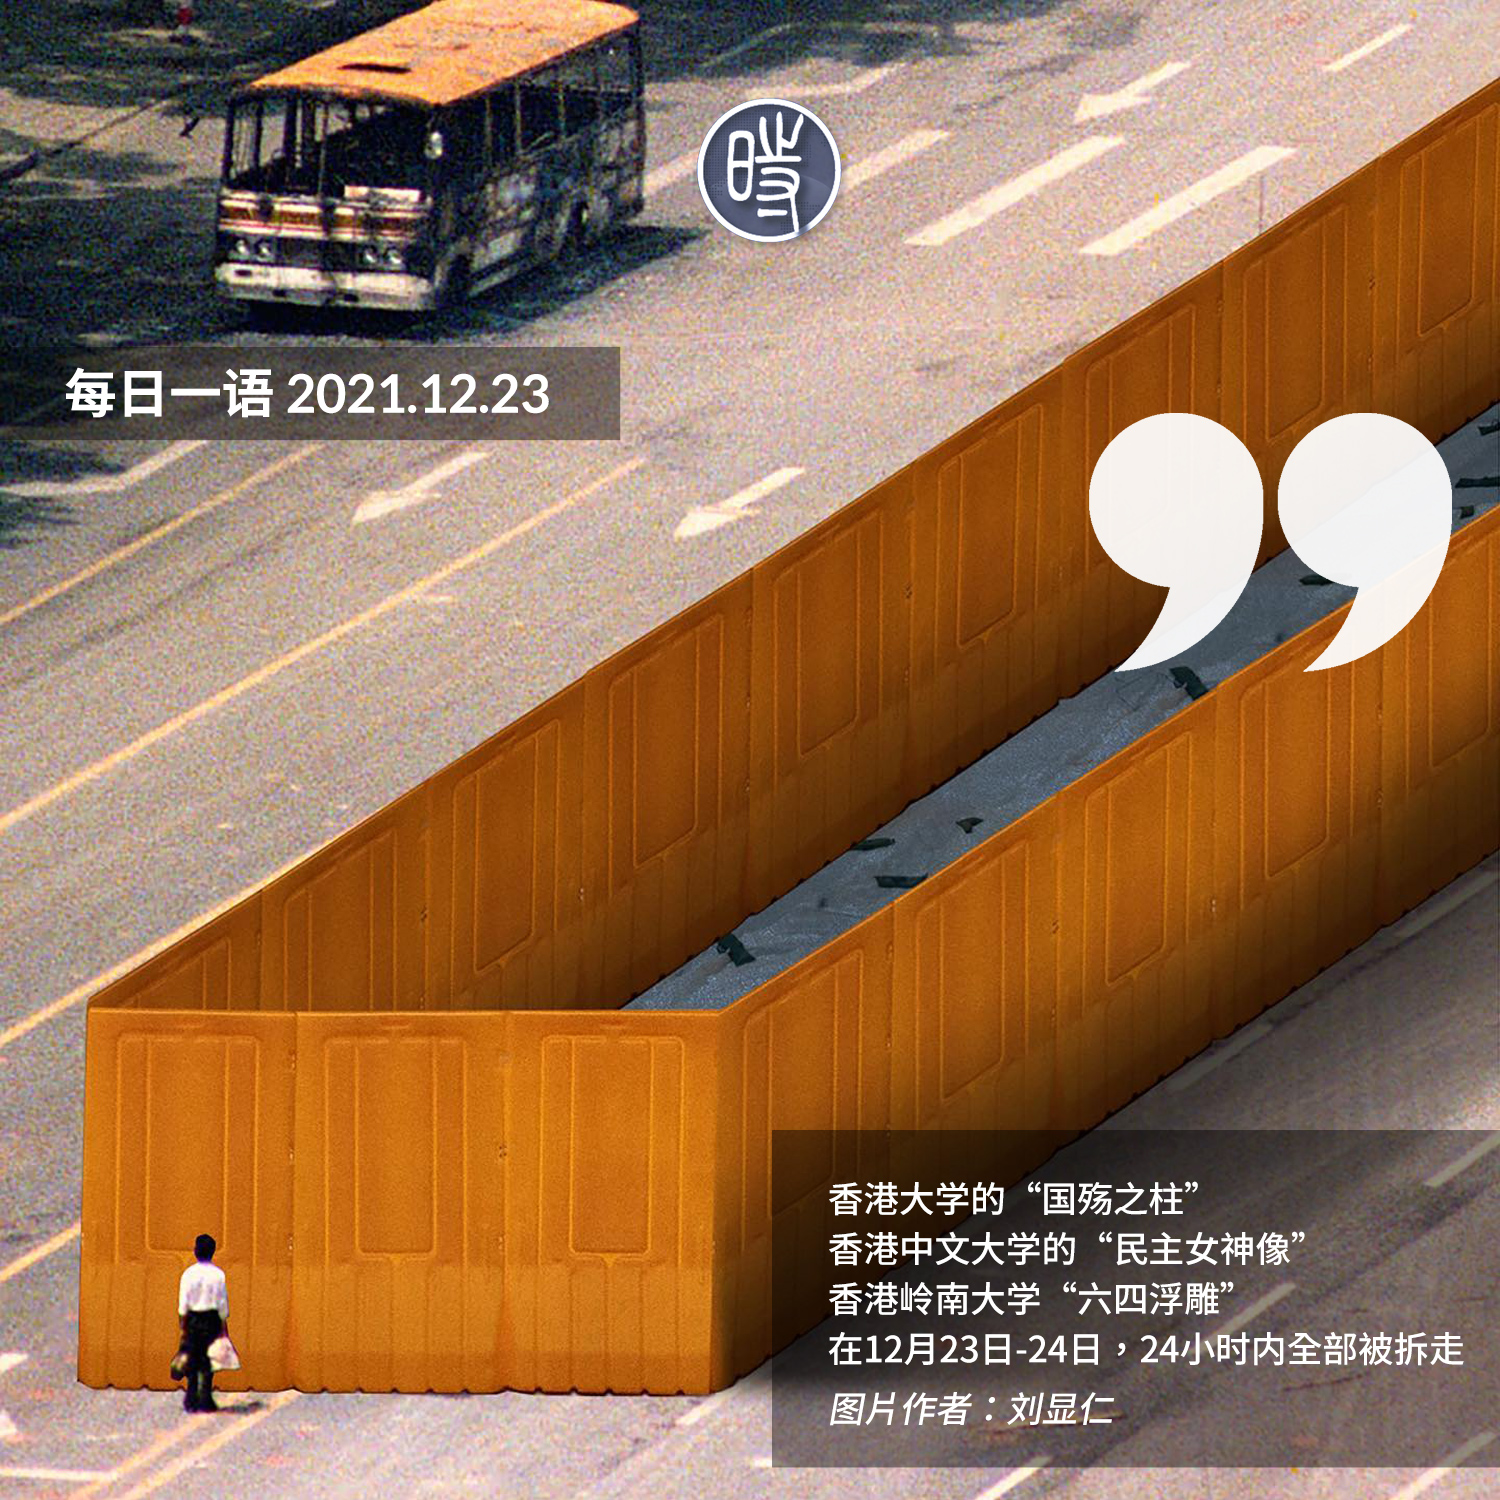 時
每日一语 2021.12.23
香港大学的“国殇之柱”
香港中文大学的“民主女神像”
香港岭南大学“六四浮雕”
在12月23日-24日，24小时内全部被拆走
图片作者：刘显仁